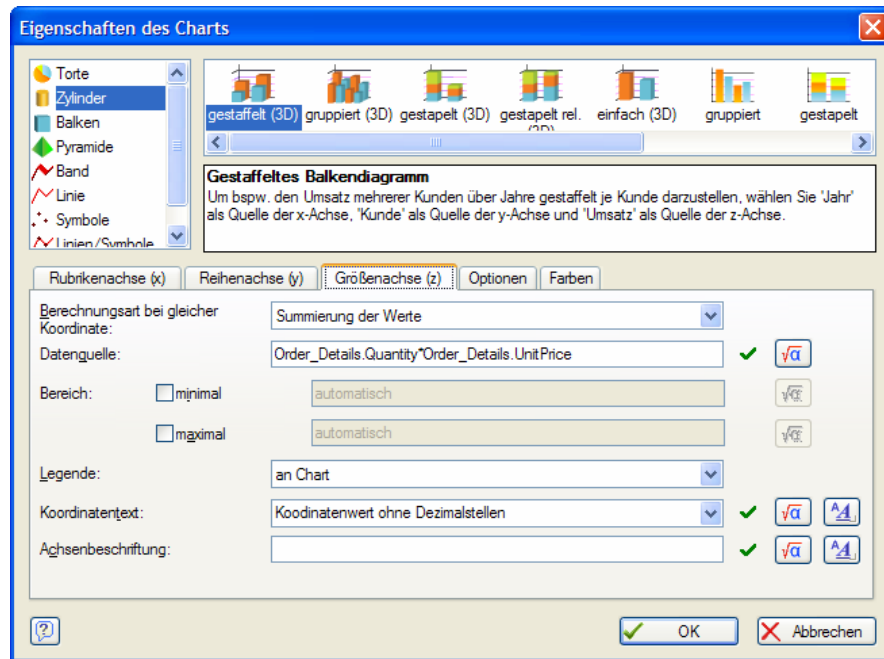 Eigenschaften des Charts
Torte
Zylinder
Balken
Pyramide
Band
Linie
Symbole
Linien/Symbole
gestaffelt (3D) gruppiert (3D) gestapelt (3D) gestapelt rel. (3D) einfach (3D) gruppiert gestapelt
Gestaffeltes Balkendiagramm
Um bspw. den Umsatz mehrerer Kunden über Jahre gestaffelt je Kunde darzustellen, wählen Sie 'Jahr'
als Quelle der x-Achse, 'Kunde' als Quelle der y-Achse und 'Umsatz' als Quelle der z-Achse.
Rubrikenachse (x) Reihenachse (y) Größenachse (z) Optionen Farben
Berechnungsart bei gleicher
Koordinate:
Summierung der Werte
Datenquelle: Order_Details.Quantity*Order_Details.UnitPrice
Bereich: minimal automatisch
maximal automatisch
Legende: an Chart
Koordinatentext: Koodinatenwert ohne Dezimalstellen
Achsenbeschriftung:
OK Abbrechen